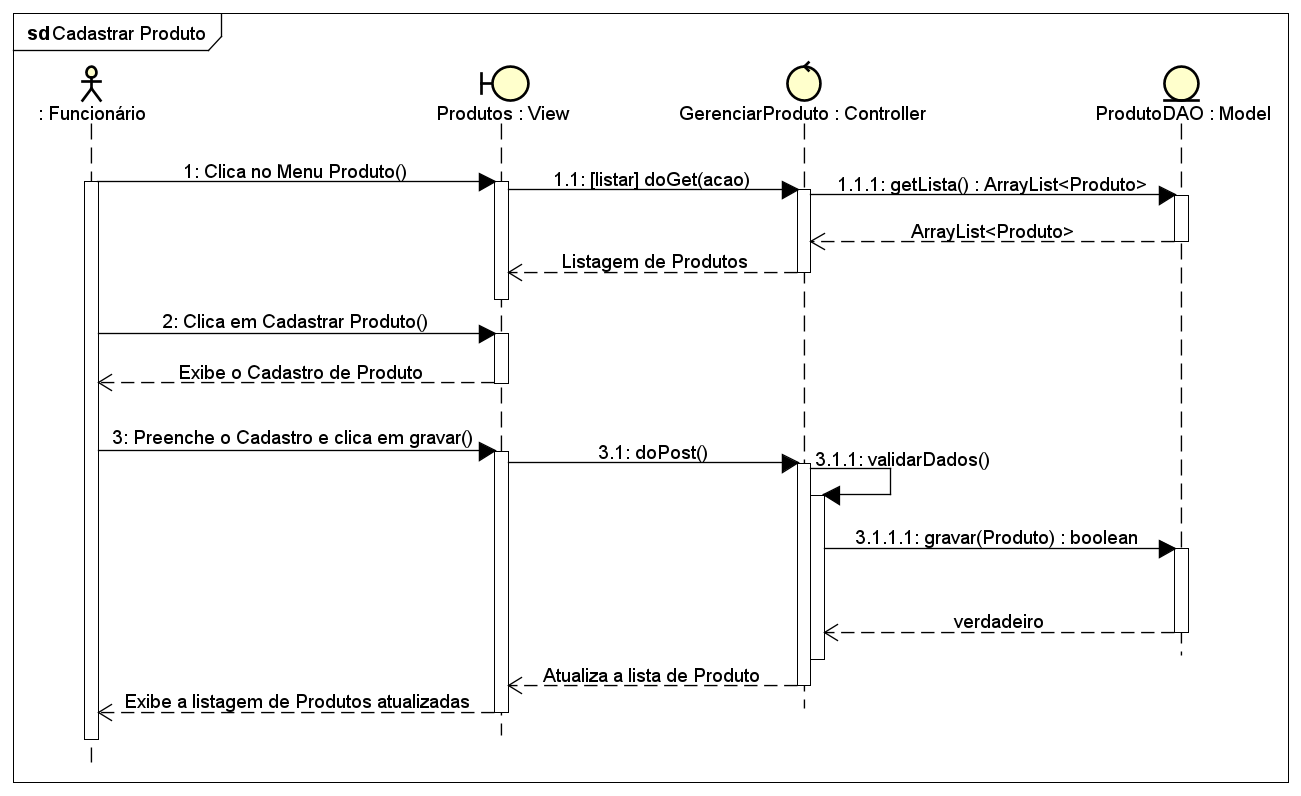 sd Cadastrar Produto
: Funcionário
Produtos : View
GerenciarProduto : Controller
ProdutoDAO : Model
1: Clica no Menu Produto()
1.1: [listar] doGet(acao)
1.1.1: getLista() : ArrayList<Produto>
ArrayList<Produto>
Listagem de Produtos
2: Clica em Cadastrar Produto()
Exibe o Cadastro de Produto
3: Preenche o Cadastro e clica em gravar()
3.1: doPost()
3.1.1: validarDados()
3.1.1.1: gravar(Produto) : boolean
verdadeiro
Atualiza a lista de Produto
Exibe a listagem de Produtos atualizadas